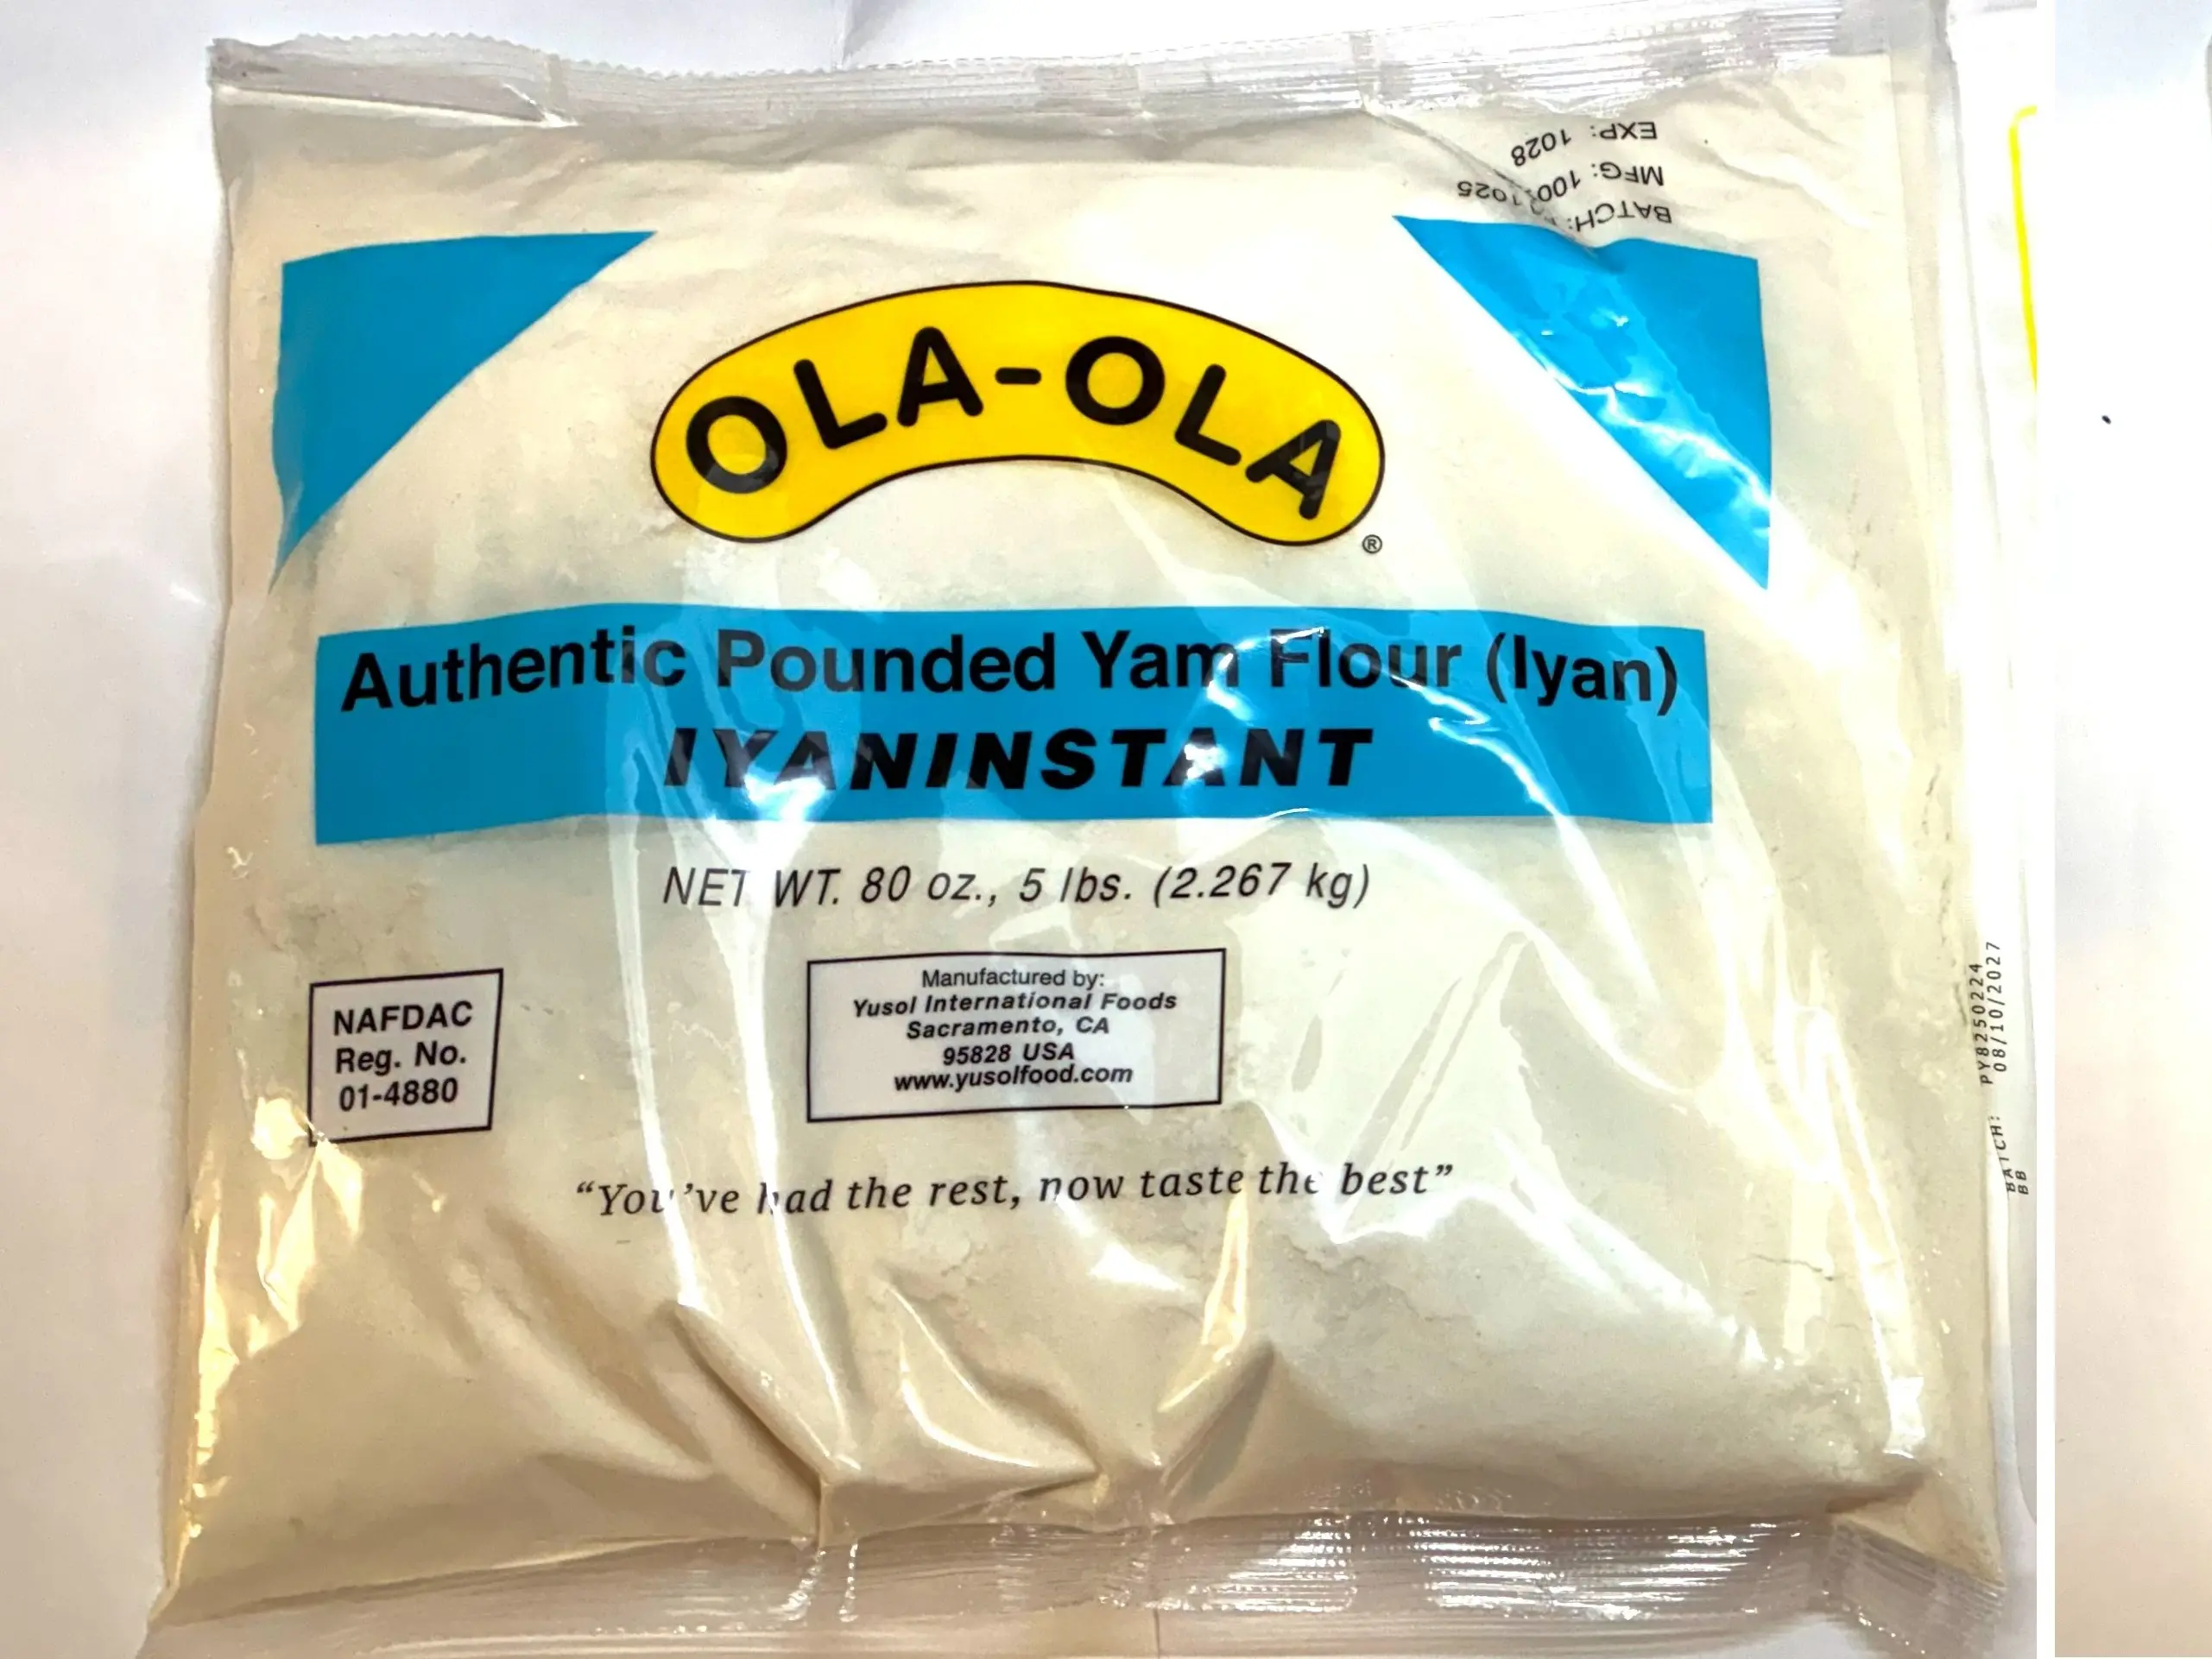 EXP: 1028
MFG:
BATCH:
OLA-OLA
®
Authentic Pounded Yam Flour (Iyan)
IYANINSTANT
NET WT. 80 oz., 5 lbs. (2.267 kg)
NAFDAC
Reg. No.
01-4880
Manufactured by:
Yusol International Foods
Sacramento, CA
95828 USA
www.yusolfood.com
“You’ve had the rest, now taste the best”
BATCH: PY8250224
BB 08/10/2027